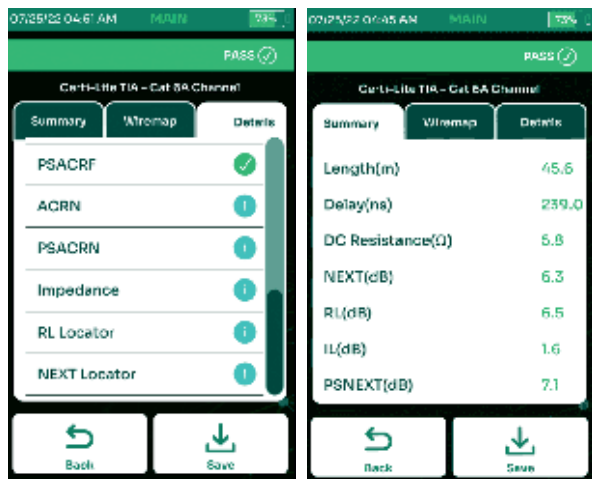 07/25/22 04:51 AM MAIN 73%
PASS
Certi-Lite TIA - Cat 6A Channel
Summary Wiremap Details
PSACRF
ACRN
PSACRN
Impedance
RL Locator
NEXT Locator
Back Save
07/25/22 04:45 AM MAIN 73%
PASS
Certi-Lite TIA - Cat 6A Channel
Summary Wiremap Details
Length(m) 45.6
Delay(ns) 239.0
DC Resistance(Ω) 5.8
NEXT(dB) 6.3
RL(dB) 6.5
IL(dB) 1.6
PSNEXT(dB) 7.1
Back Save